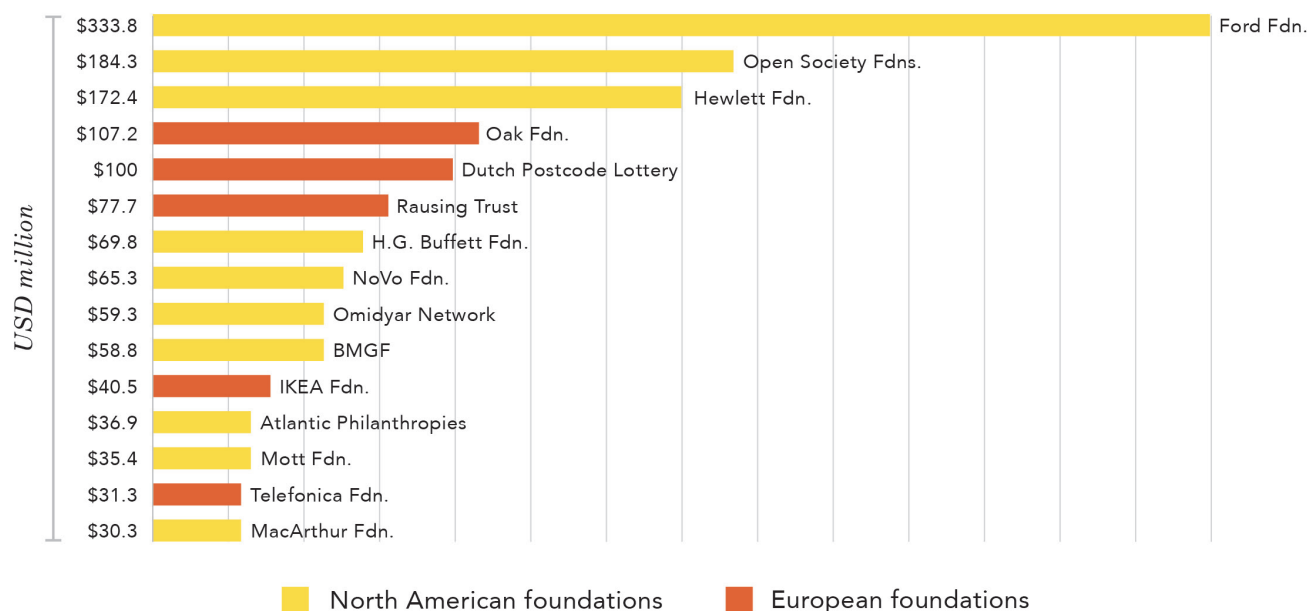 $333.8 Ford Fdn.
$184.3 Open Society Fdns.
$172.4 Hewlett Fdn.
$107.2 Oak Fdn.
$100 Dutch Postcode Lottery
$77.7 Rausing Trust
$69.8 H.G. Buffett Fdn.
$65.3 NoVo Fdn.
$59.3 Omidyar Network
$58.8 BMGF
$40.5 IKEA Fdn.
$36.9 Atlantic Philanthropies
$35.4 Mott Fdn.
$31.3 Telefonica Fdn.
$30.3 MacArthur Fdn.
USD million
North American foundations
European foundations